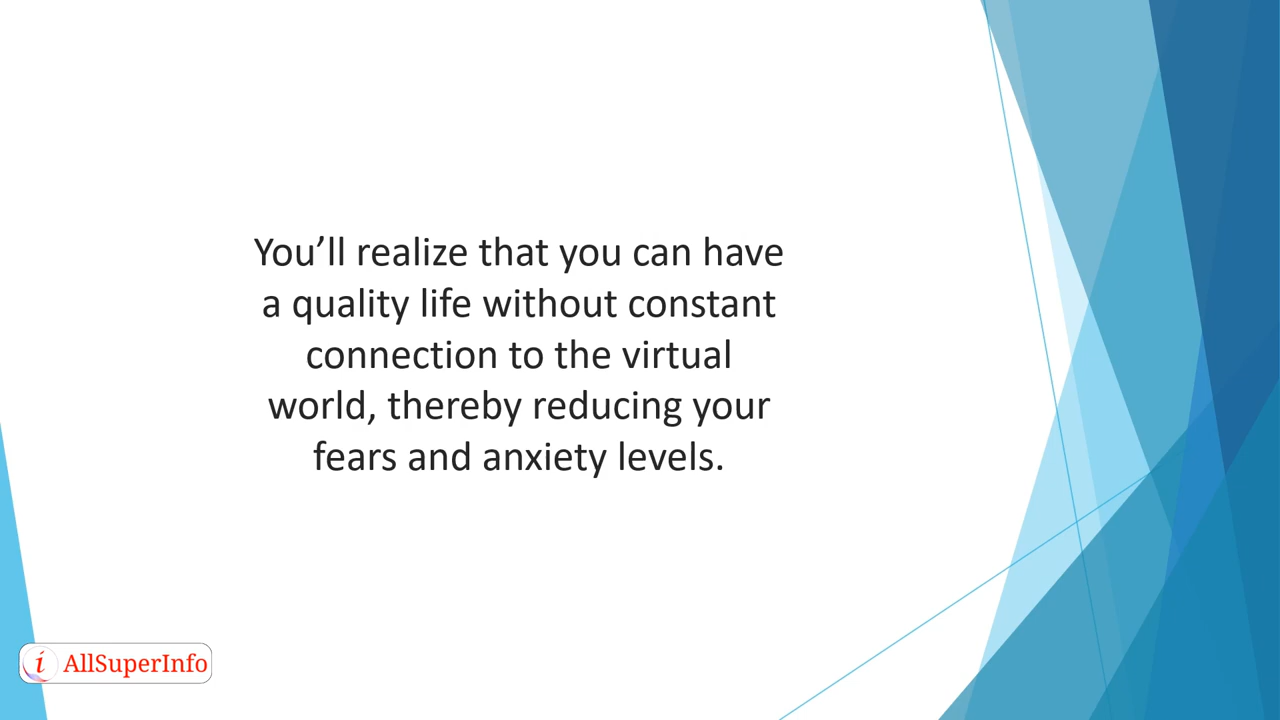 You’ll realize that you can have
a quality life without constant
connection to the virtual
world, thereby reducing your
fears and anxiety levels.
i AllSuperInfo